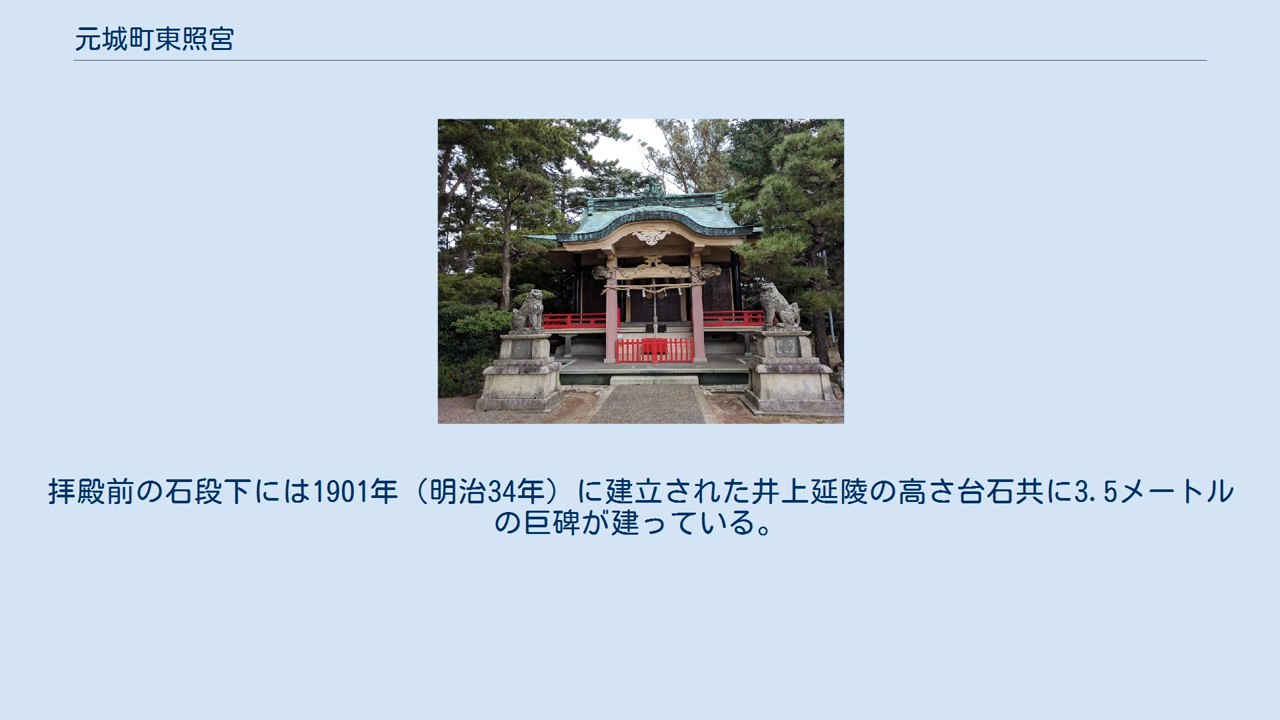 元城町東照宮
拝殿前の石段下には1901年（明治34年）に建立された井上延陵の高さ台石共に3.5メートル
の巨碑が建っている。